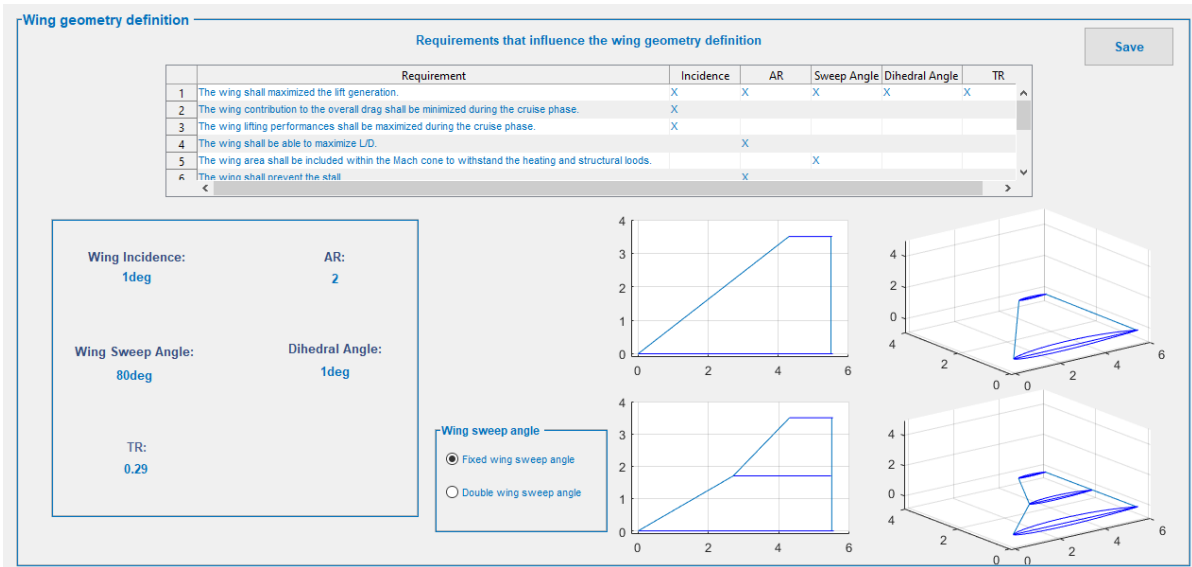 Wing geometry definition
Requirements that influence the wing geometry definition
Save
Requirement Incidence AR Sweep Angle Dihedral Angle TR
1 The wing shall maximized the lift generation. X X X X X
2 The wing contribution to the overall drag shall be minimized during the cruise phase. X
3 The wing lifting performances shall be maximized during the cruise phase. X
4 The wing shall be able to maximize L/D. X
5 The wing area shall be included within the Mach cone to withstand the heating and structural loods. X
6 The wing shall prevent the stall X
Wing Incidence: AR:
1deg 2
Wing Sweep Angle: Dihedral Angle:
80deg 1deg
TR:
0.29
Wing sweep angle
Fixed wing sweep angle
Double wing sweep angle
4
3
2
1
0
0 2 4 6
4
2
0
4
2
0 0
2
4
6
4
3
2
1
0
0 2 4 6
4
2
0
4
2
0 0
2
4
6